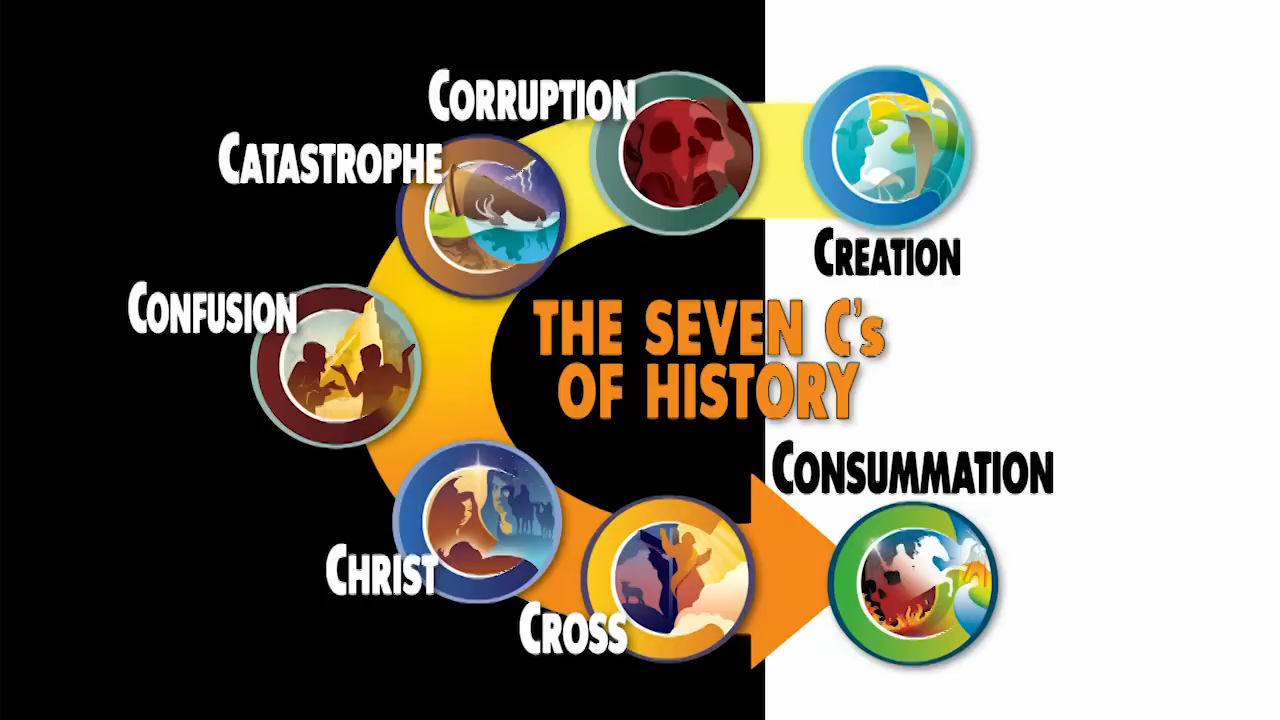 CORRUPTION
CATASTROPHE
CREATION
CONFUSION
THE SEVEN C's
OF HISTORY
CONSUMMATION
CHRIST
CROSS